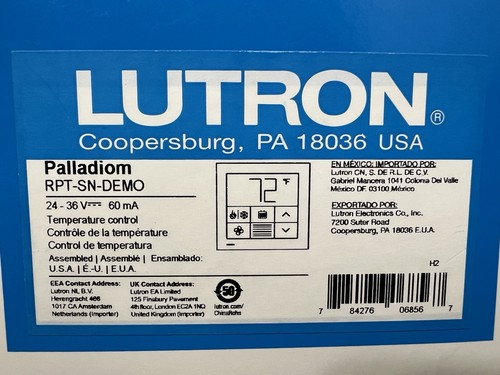 LUTRON®
Coopersburg, PA 18036 USA
Palladiom
RPT-SN-DEMO
24 - 36 V⎓ 60 mA
Temperature control
Contrôle de la température
Control de temperatura
Assembled | Assemblé | Ensamblado:
U.S.A. | É.-U. | E.U.A.
EEA Contact Address:
Lutron NL B.V.
Herengracht 466
1017 CA Amsterdam
Netherlands (Importer)
UK Contact Address:
Lutron EA Limited
125 Finsbury Pavement
4th floor, London EC2A 1NQ
United Kingdom (Importer)
72 °F
50
lutron.com/
ChinaRohs
EN MÉXICO: IMPORTADO POR:
Lutron CN, S. DE R.L. DE C.V.
Gabriel Mancera 1041 Coloma Del Valle
México DF. 03100 ,México
EXPORTADO POR:
Lutron Electronics Co., Inc.
7200 Suter Road
Coopersburg, PA 18036 E.U.A.
H2
7 84276 06856 7